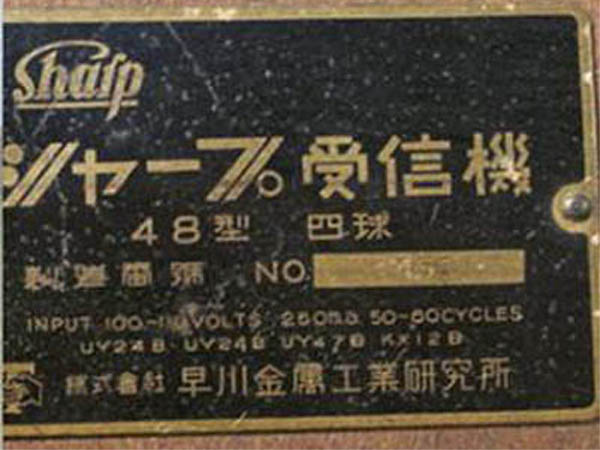 Sharp
シャープ。受信機
48型 四球
製造番號 NO.
INPUT 100-110 VOLTS 250ma 50-60CYCLES
UY24B UY24B UY47B KX12B
株式會社 早川金属工業研究所